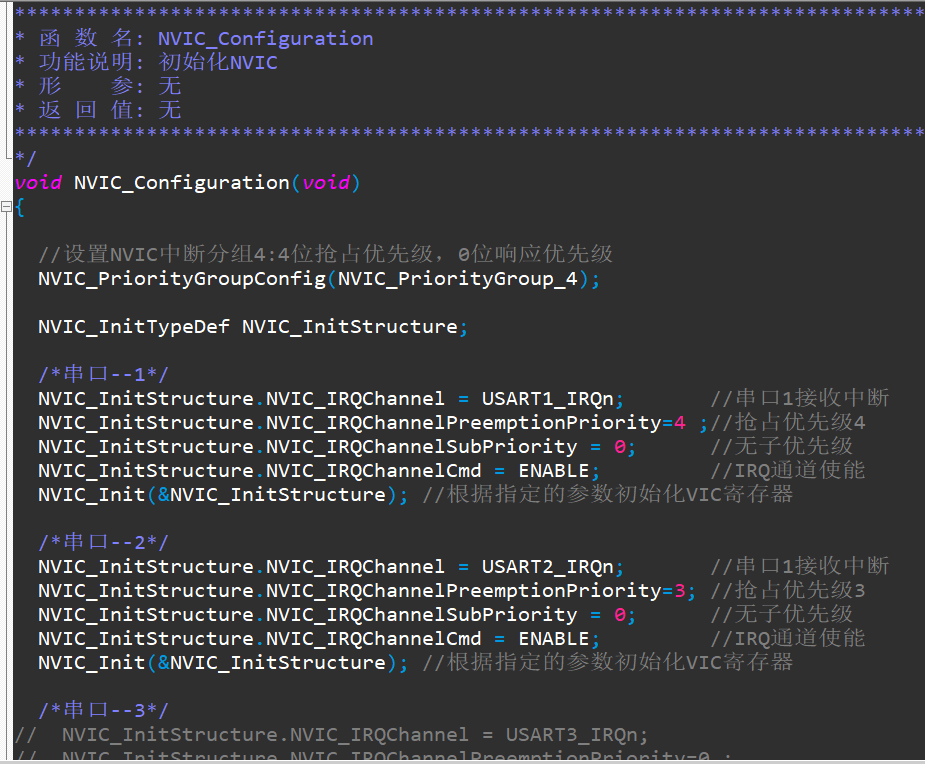 ****************************************************************************
* 函 数 名: NVIC_Configuration
* 功能说明: 初始化NVIC
* 形    参: 无
* 返 回 值: 无
****************************************************************************
*/
void NVIC_Configuration(void)
{
//设置NVIC中断分组4:4位抢占优先级，0位响应优先级
NVIC_PriorityGroupConfig(NVIC_PriorityGroup_4);
NVIC_InitTypeDef NVIC_InitStructure;
/*串口--1*/
NVIC_InitStructure.NVIC_IRQChannel = USART1_IRQn;       //串口1接收中断
NVIC_InitStructure.NVIC_IRQChannelPreemptionPriority=4 ;//抢占优先级4
NVIC_InitStructure.NVIC_IRQChannelSubPriority = 0;      //无子优先级
NVIC_InitStructure.NVIC_IRQChannelCmd = ENABLE;         //IRQ通道使能
NVIC_Init(&NVIC_InitStructure); //根据指定的参数初始化VIC寄存器
/*串口--2*/
NVIC_InitStructure.NVIC_IRQChannel = USART2_IRQn;       //串口1接收中断
NVIC_InitStructure.NVIC_IRQChannelPreemptionPriority=3; //抢占优先级3
NVIC_InitStructure.NVIC_IRQChannelSubPriority = 0;      //无子优先级
NVIC_InitStructure.NVIC_IRQChannelCmd = ENABLE;         //IRQ通道使能
NVIC_Init(&NVIC_InitStructure); //根据指定的参数初始化VIC寄存器
/*串口--3*/
//  NVIC_InitStructure.NVIC_IRQChannel = USART3_IRQn;
//  NVIC_InitStructure.NVIC_IRQChannelPreemptionPriority=0 ;